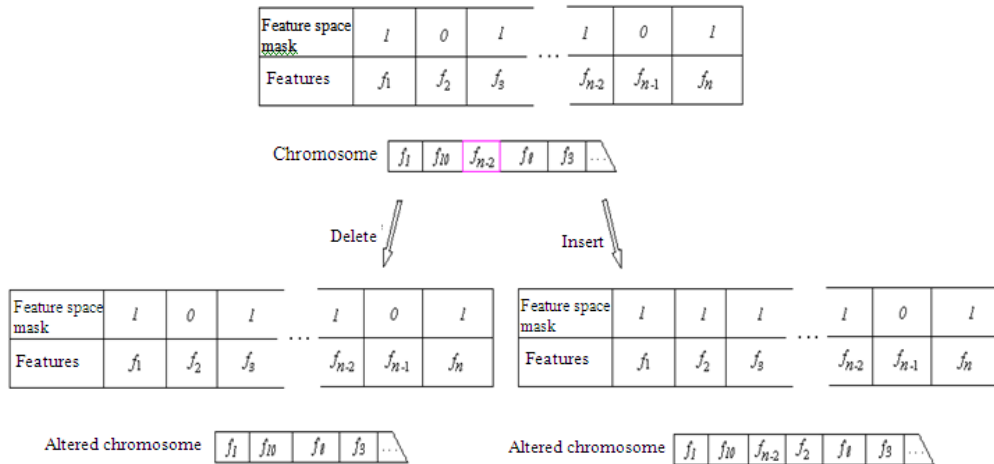 Feature space mask 1 0 1 ... 1 0 1
Features f1 f2 f3 fn-2 fn-1 fn
Chromosome f1 f10 fn-2 f8 f3 ...
Delete Insert
Feature space mask 1 0 1 ... 1 0 1
Features f1 f2 f3 fn-2 fn-1 fn
Feature space mask 1 1 1 ... 1 0 1
Features f1 f2 f3 fn-2 fn-1 fn
Altered chromosome f1 f10 f8 f3 ...
Altered chromosome f1 f10 fn-2 f2 f8 f3 ...